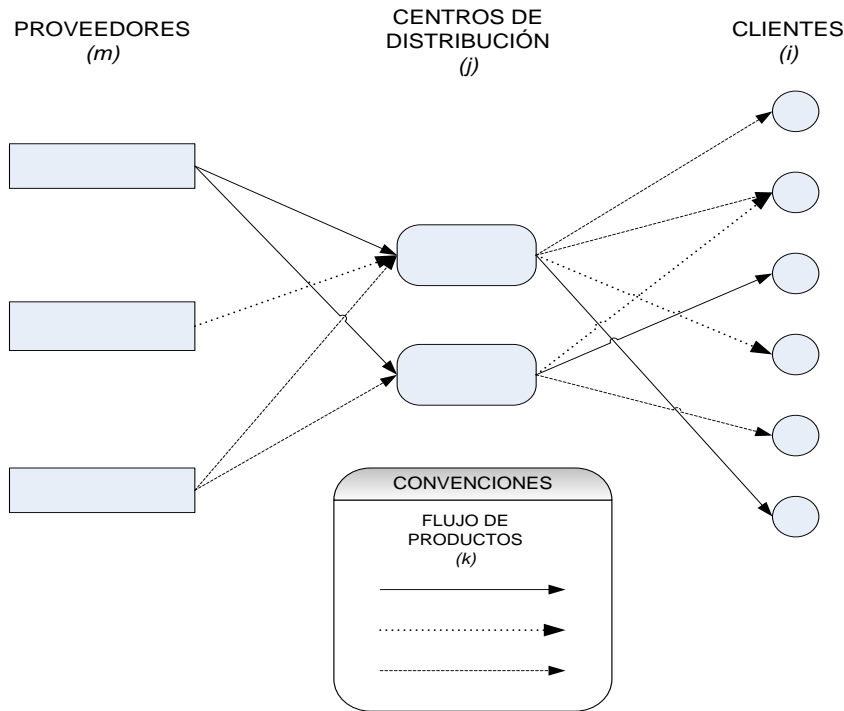 PROVEEDORES
(m)
CENTROS DE
DISTRIBUCIÓN
(j)
CLIENTES
(i)
CONVENCIONES
FLUJO DE
PRODUCTOS
(k)